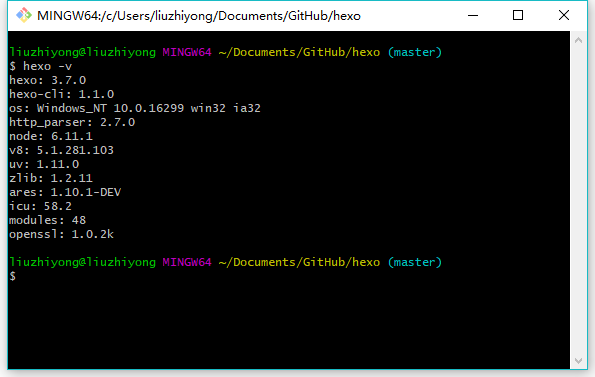 MINGW64:/c/Users/liuzhiyong/Documents/GitHub/hexo
liuzhiyong@liuzhiyong MINGW64 ~/Documents/GitHub/hexo (master)
$ hexo -v
hexo: 3.7.0
hexo-cli: 1.1.0
os: Windows_NT 10.0.16299 win32 ia32
http_parser: 2.7.0
node: 6.11.1
v8: 5.1.281.103
uv: 1.11.0
zlib: 1.2.11
ares: 1.10.1-DEV
icu: 58.2
modules: 48
openssl: 1.0.2k
liuzhiyong@liuzhiyong MINGW64 ~/Documents/GitHub/hexo (master)
$